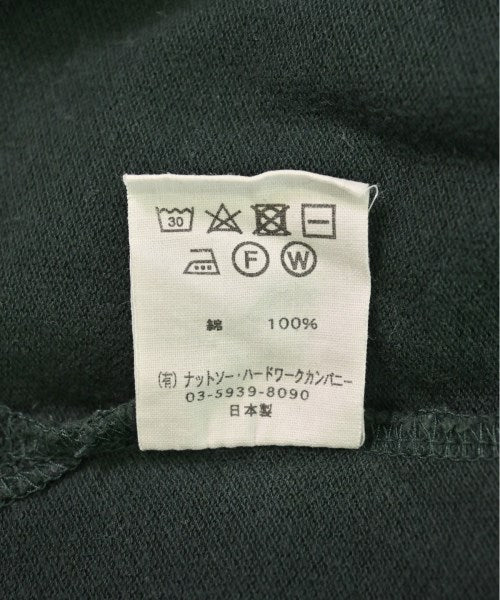 30
F W
綿 100%
(有) ナットソー・ハードワークカンパニー
03-5939-8090
日本製